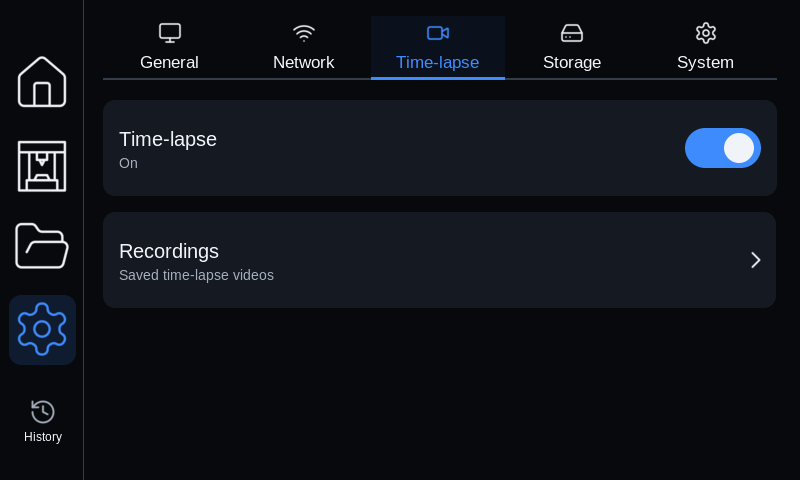 General
Network
Time-lapse
Storage
System
Time-lapse
On
Recordings
Saved time-lapse videos
History